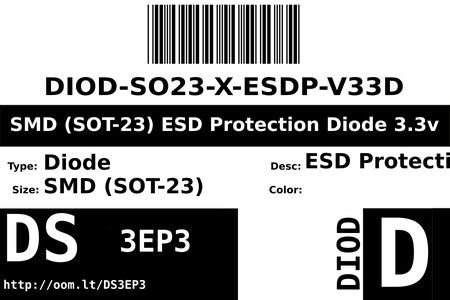 DIOD-SO23-X-ESDP-V33D
SMD (SOT-23) ESD Protection Diode 3.3v
Type: Diode
Desc: ESD Protecti
Size: SMD (SOT-23)
Color:
DS 3EP3
DIOD D
http://oom.lt/DS3EP3